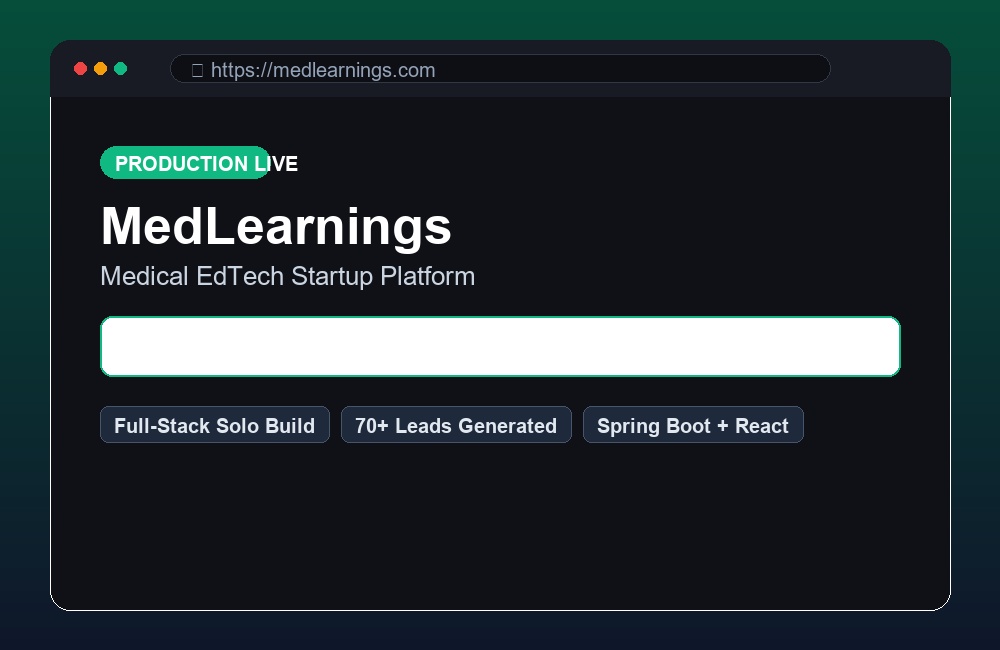 https://medlearnings.com
PRODUCTION LIVE
MedLearnings
Medical EdTech Startup Platform
Full-Stack Solo Build
70+ Leads Generated
Spring Boot + React